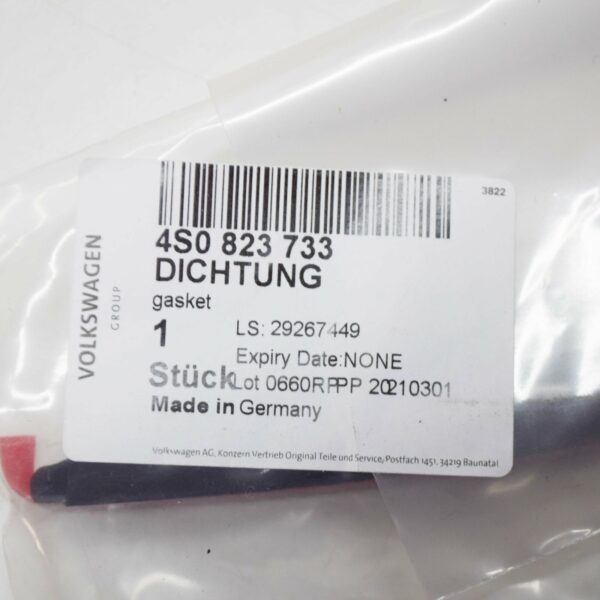 3822
4S0 823 733
DICHTUNG
gasket
1
LS: 29267449
Expiry Date:NONE
Stück
Lot 0660RPPP 20210301
Made in Germany
Volkswagen AG, Konzern Vertrieb Original Teile und Service, Postfach 1451, 34219 Baunatal
VOLKSWAGEN
GROUP